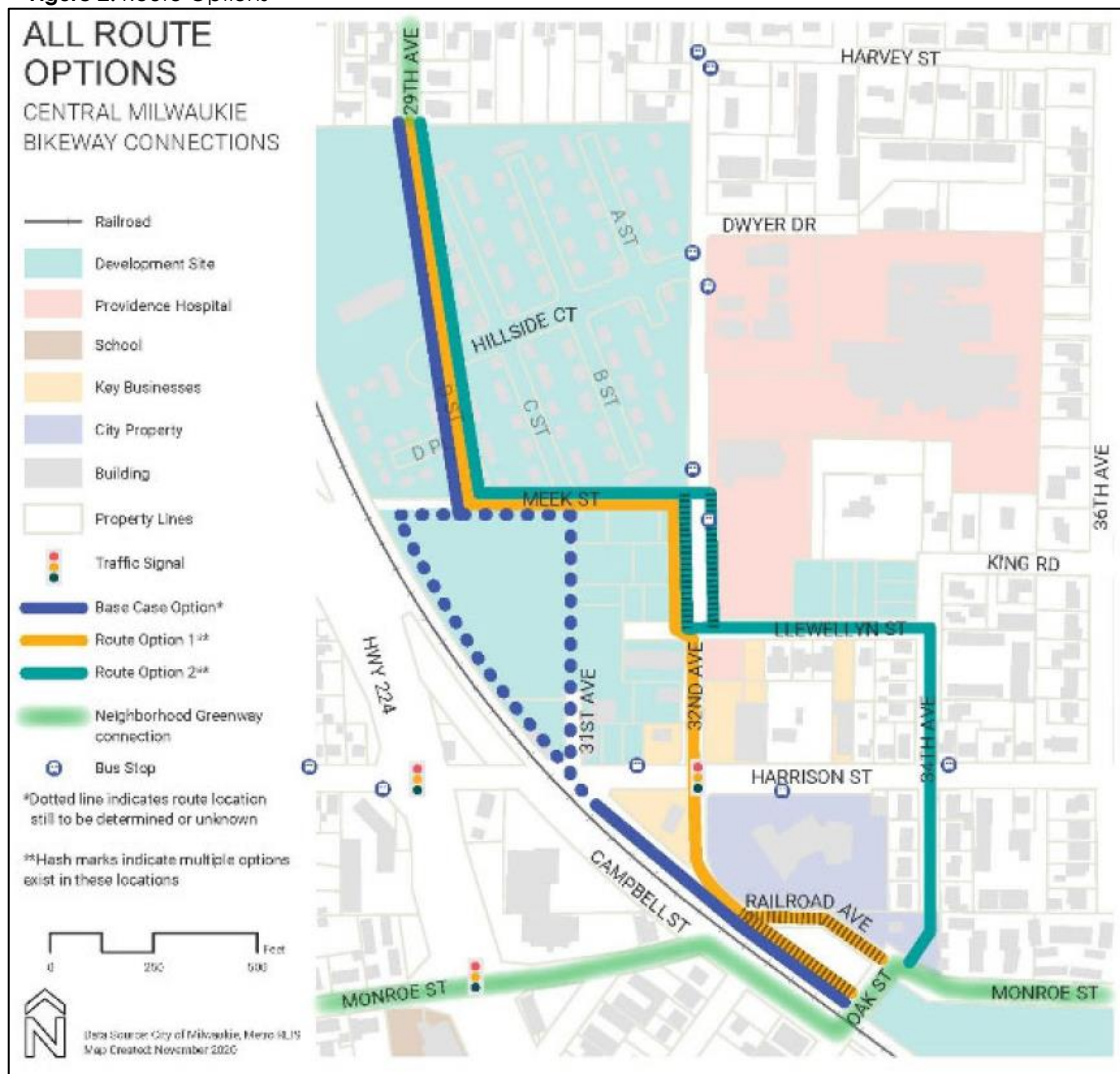 Figure 2. Route Options
ALL ROUTE
OPTIONS
CENTRAL MILWAUKIE
BIKEWAY CONNECTIONS
Railroad
Development Site
Providence Hospital
School
Key Businesses
City Property
Building
Property Lines
Traffic Signal
Base Case Option*
Route Option 1**
Route Option 2**
Neighborhood Greenway
connection
Bus Stop
*Dotted line indicates route location
still to be determined or unknown
**Hash marks indicate multiple options
exist in these locations
Feet
0 250 500
N
Data Source: City of Milwaukie, Metro RLIS
Map Created: November 2020
29TH AVE
HARVEY ST
DWYER DR
A ST
HILLSIDE CT
B ST
C ST
D ST
D P
MEEK ST
36TH AVE
KING RD
LLEWELLYN ST
HWY 224
31ST AVE
32ND AVE
34TH AVE
HARRISON ST
CAMPBELL ST
RAILROAD AVE
OAK ST
MONROE ST
MONROE ST